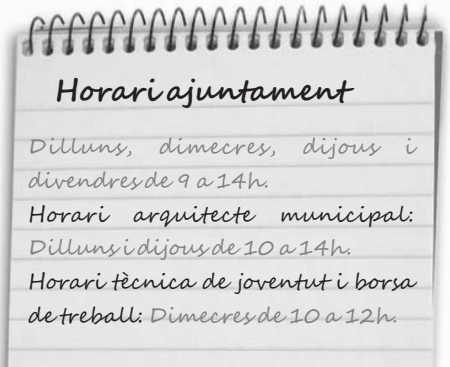 Horari ajuntament
Dilluns, dimecres, dijous i
divendres de 9 a 14h.
Horari arquitecte municipal:
Dilluns i dijous de 10 a 14h.
Horari tècnica de joventut i borsa
de treball: Dimecres de 10 a 12h.